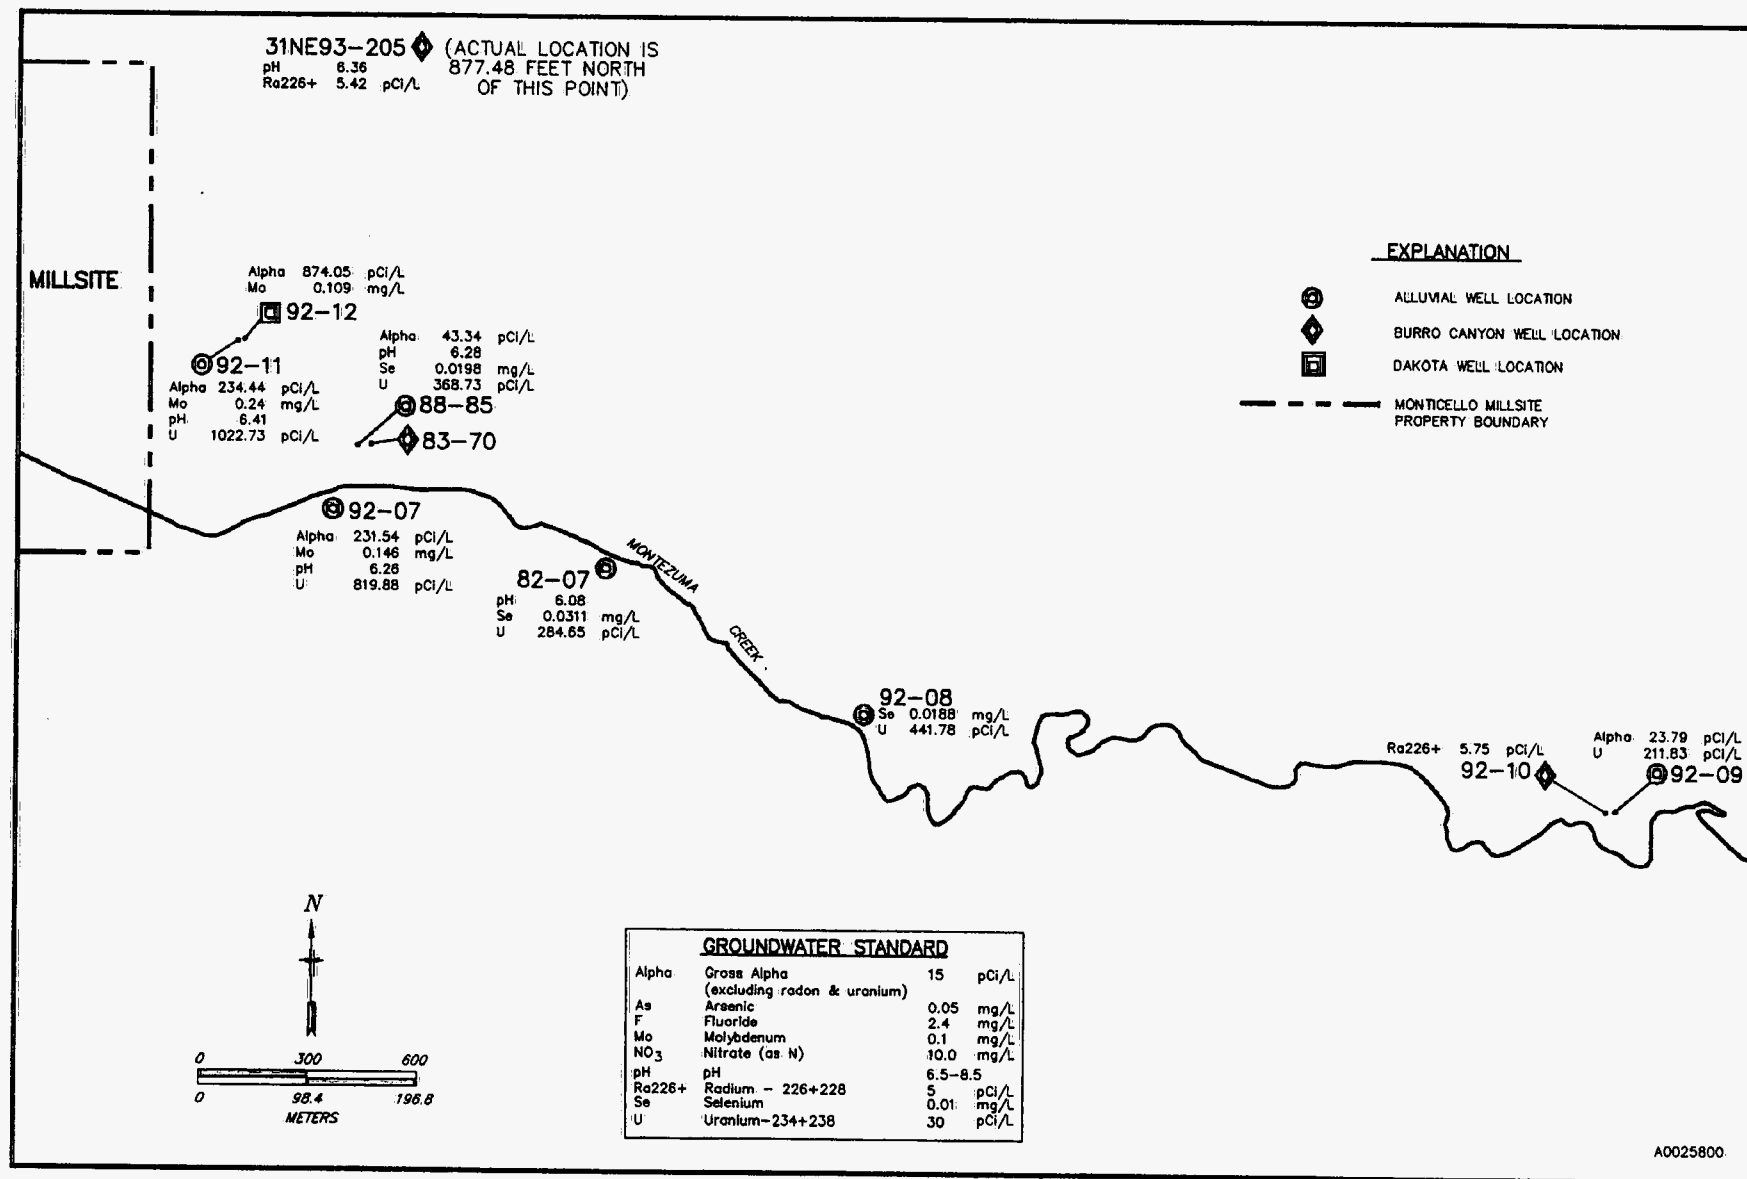 31NE93-205 (ACTUAL LOCATION IS
877.48 FEET NORTH
OF THIS POINT)
pH 6.36
Ra226+ 5.42 pCi/L
MILLSITE
Alpha 874.05 pCi/L
Mo 0.109 mg/L
92-12
92-11
Alpha 234.44 pCi/L
Mo 0.24 mg/L
pH 6.41
U 1022.73 pCi/L
Alpha 43.34 pCi/L
pH 6.28
Se 0.0198 mg/L
U 368.73 pCi/L
88-85
83-70
92-07
Alpha 231.54 pCi/L
Mo 0.146 mg/L
pH 6.26
U 819.88 pCi/L
82-07
pH 6.08
Se 0.0311 mg/L
U 284.65 pCi/L
MONTEZUMA
CREEK
92-08
Se 0.0188 mg/L
U 441.78 pCi/L
Ra226+ 5.75 pCi/L
92-10
Alpha 23.79 pCi/L
U 211.83 pCi/L
92-09
EXPLANATION
ALLUVIAL WELL LOCATION
BURRO CANYON WELL LOCATION
DAKOTA WELL LOCATION
MONTICELLO MILLSITE
PROPERTY BOUNDARY
N
0 300 600
0 98.4 196.8
METERS
GROUNDWATER STANDARD
Alpha Gross Alpha 15 pCi/L
(excluding radon & uranium)
As Arsenic 0.05 mg/L
F Fluoride 2.4 mg/L
Mo Molybdenum 0.1 mg/L
NO3 Nitrate (as N) 10.0 mg/L
pH pH 6.5-8.5
Ra226+ Radium - 226+228 5 pCi/L
Se Selenium 0.01 mg/L
U Uranium-234+238 30 pCi/L
A0025800